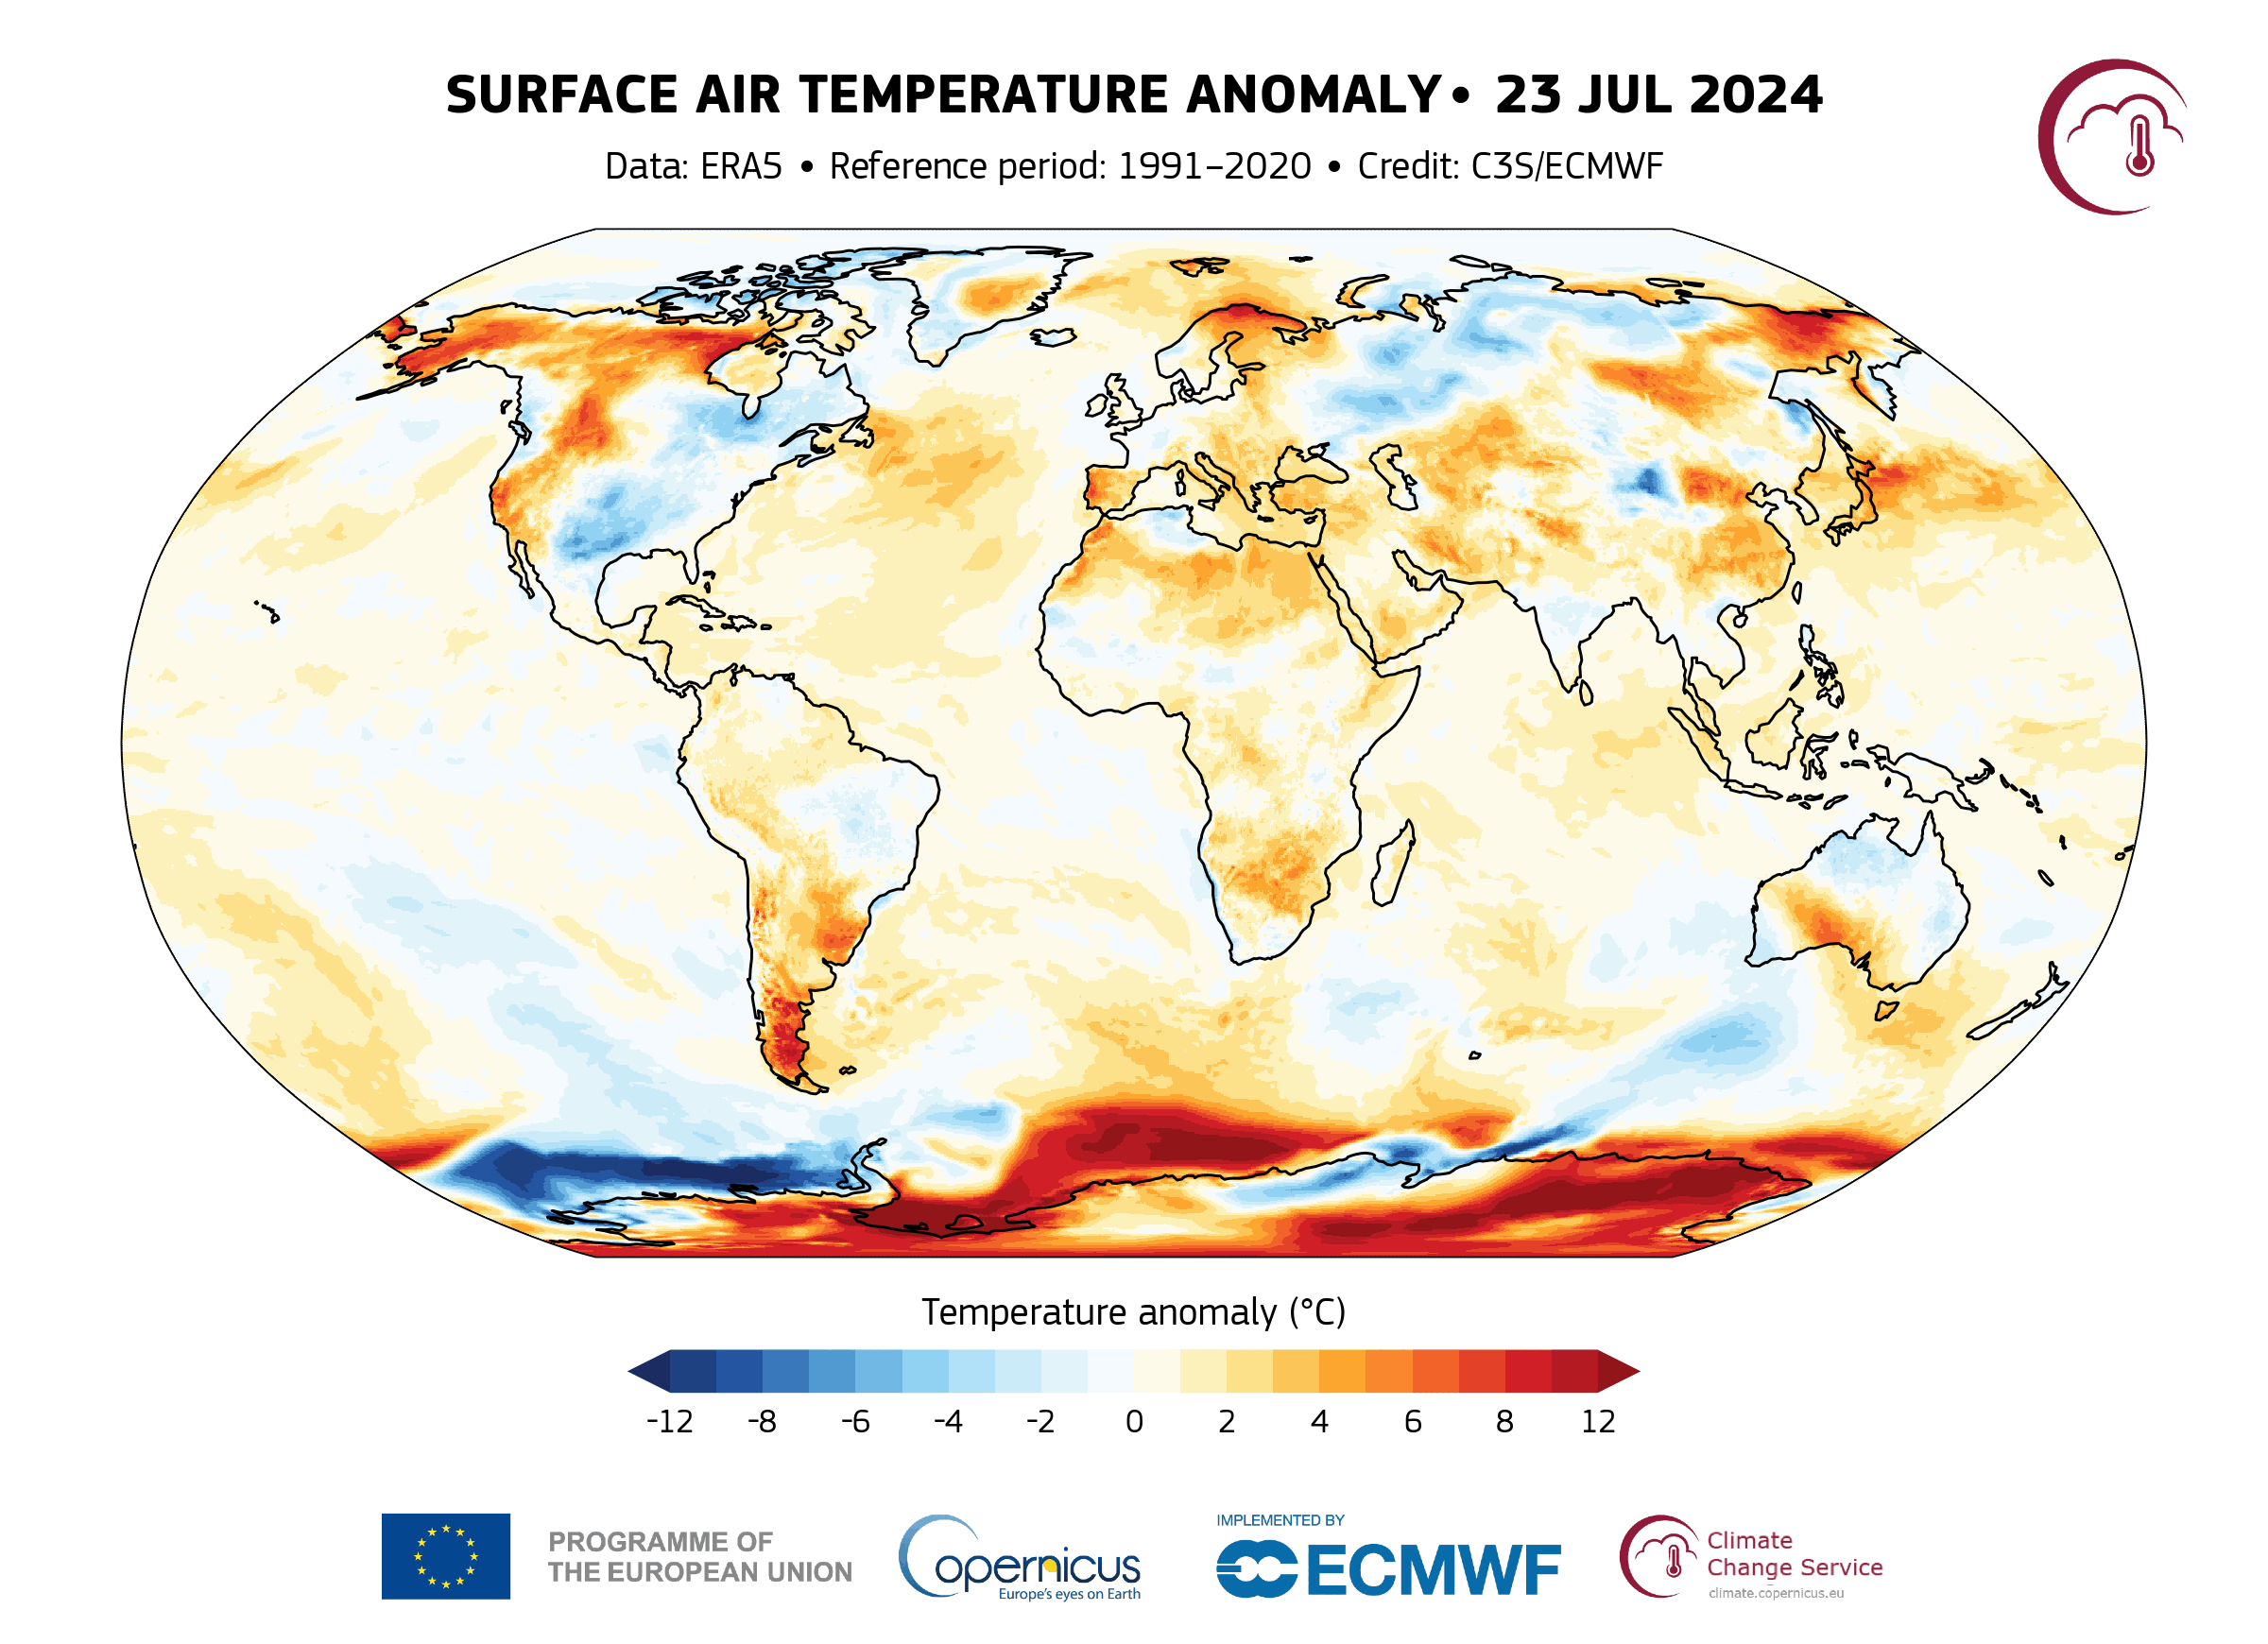 SURFACE AIR TEMPERATURE ANOMALY • 23 JUL 2024
Data: ERA5 • Reference period: 1991–2020 • Credit: C3S/ECMWF
Temperature anomaly (°C)
-12 -8 -6 -4 -2 0 2 4 6 8 12
PROGRAMME OF
THE EUROPEAN UNION
opernicus
Europe's eyes on Earth
IMPLEMENTED BY
ECMWF
Climate
Change Service
climate.copernicus.eu